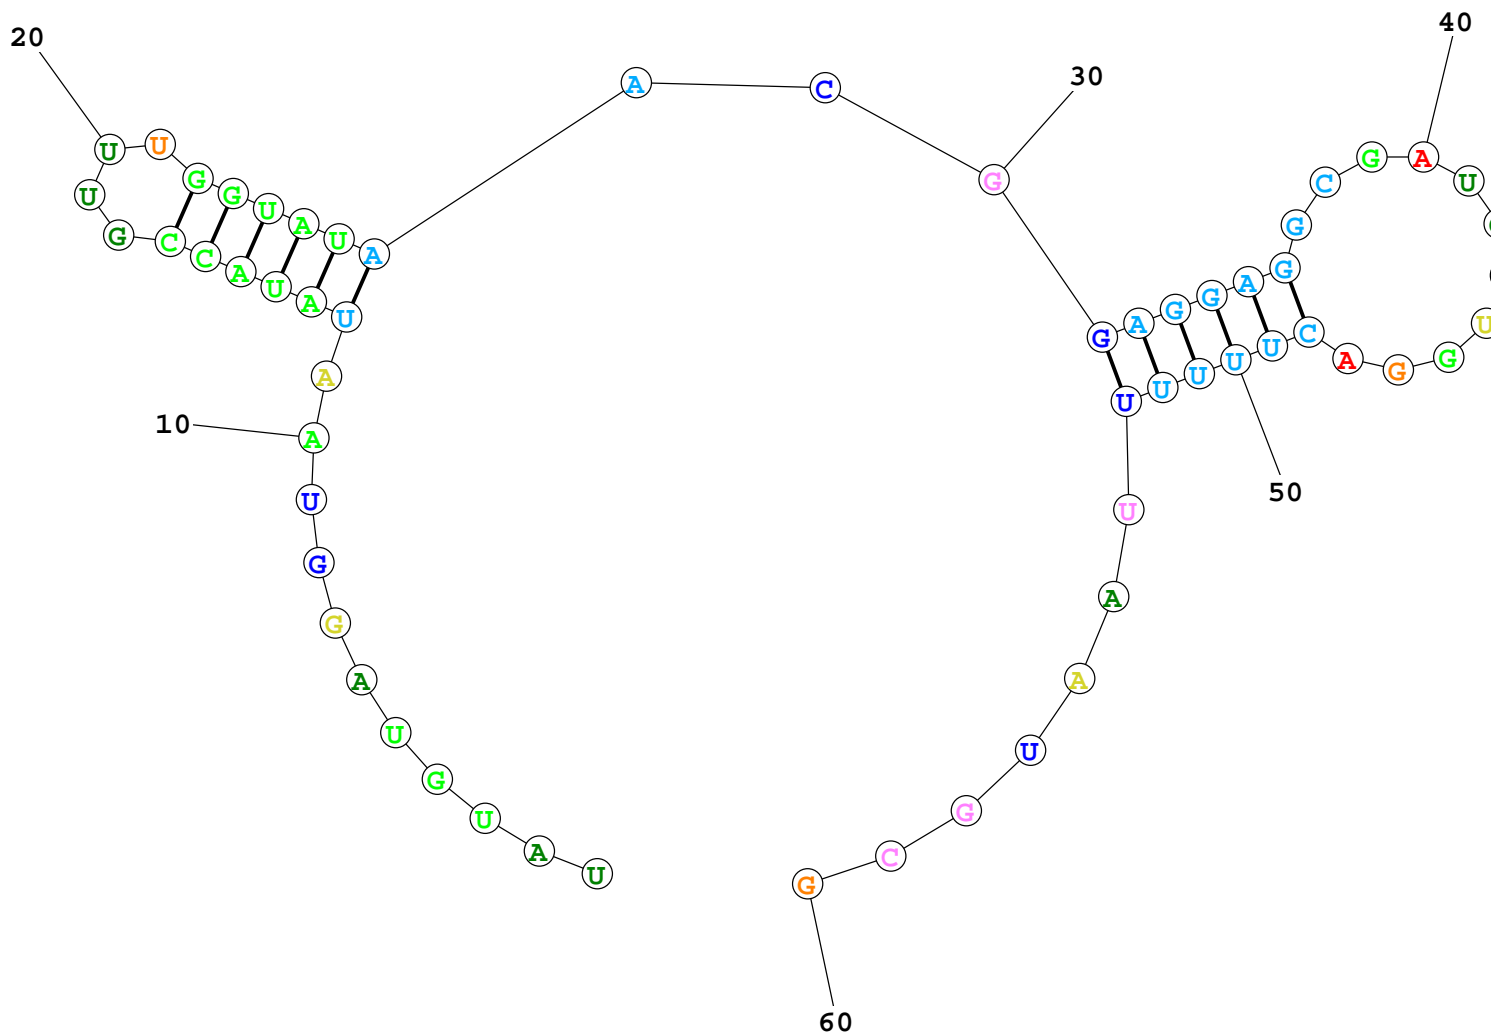 20
40
30
10
50
60
U A U G U A G G U A A
U A U A C C
G U U U
G G U A U A
A C G
G A G G A G
G C G A U
U G G A
C U U U U U
U A A U G C G